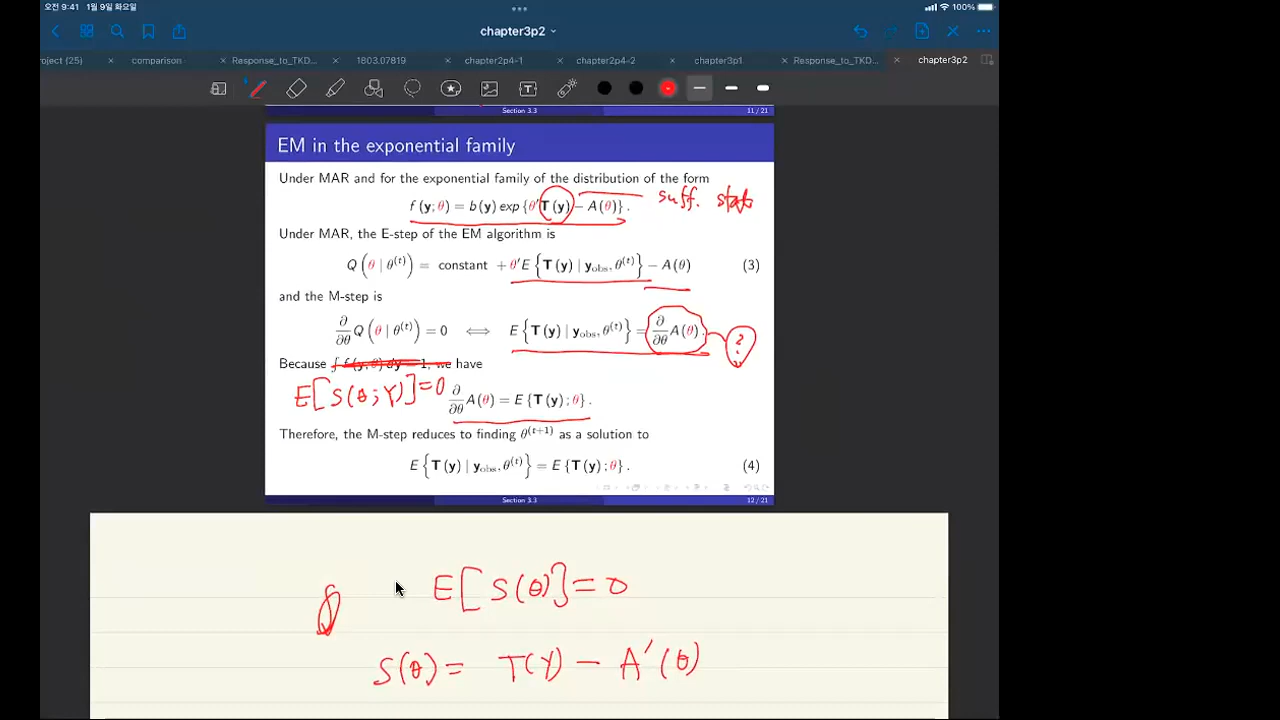 오전 9:41 1월 9일 화요일
100%
chapter3p2
roject (25) comparison Response_to_TKD... 1803.07819 chapter2p4-1 chapter2p4-2 chapter3p1 Response_to_TKD... chapter3p2
Section 3.3 11 / 21
EM in the exponential family
Under MAR and for the exponential family of the distribution of the form
f (y; θ) = b(y) exp {θ′T (y) − A(θ)} . suff. stat
Under MAR, the E-step of the EM algorithm is
Q (θ | θ^(t)) = constant + θ′E {T (y) | y_obs, θ^(t)} − A(θ) (3)
and the M-step is
∂/∂θ Q (θ | θ^(t)) = 0 ⟺ E {T (y) | y_obs, θ^(t)} = ∂/∂θ A(θ). ?
Because ∫ f(y; θ) dy = 1, we have
E[S(θ; Y)] = 0
∂/∂θ A(θ) = E {T (y) ; θ} .
Therefore, the M-step reduces to finding θ^(t+1) as a solution to
E {T (y) | y_obs, θ^(t)} = E {T (y) ; θ} . (4)
Section 3.3 12 / 21
E[S(θ)] = 0
S(θ) = T(Y) − A′(θ)